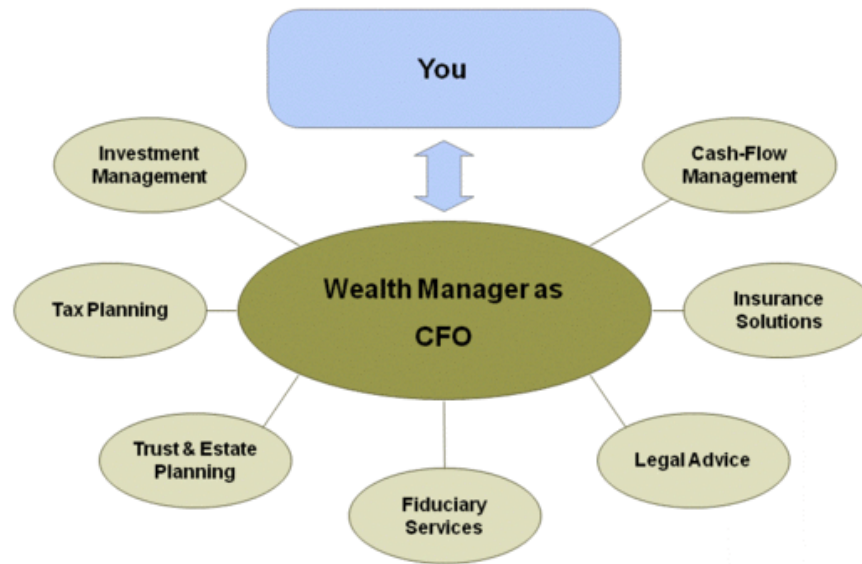 You
Investment
Management
Cash-Flow
Management
Wealth Manager as
CFO
Tax Planning
Insurance
Solutions
Trust & Estate
Planning
Legal Advice
Fiduciary
Services